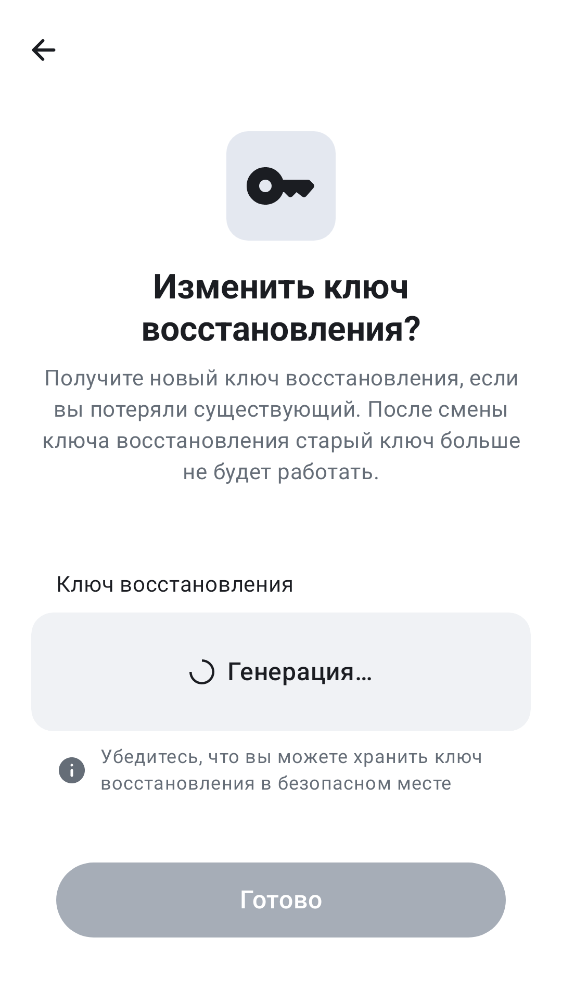 Изменить ключ
восстановления?
Получите новый ключ восстановления, если
вы потеряли существующий. После смены
ключа восстановления старый ключ больше
не будет работать.
Ключ восстановления
Генерация…
Убедитесь, что вы можете хранить ключ
восстановления в безопасном месте
Готово